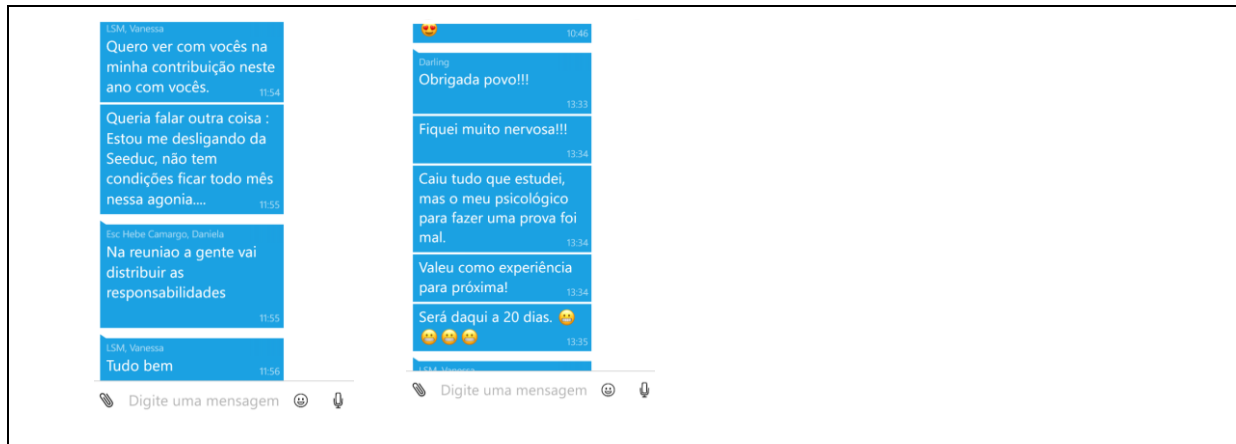 LSM, Vanessa
Quero ver com vocês na
minha contribuição neste
ano com vocês.
11:54
Queria falar outra coisa :
Estou me desligando da
Seeduc, não tem
condições ficar todo mês
nessa agonia....
11:55
Esc Hebe Camargo, Daniela
Na reuniao a gente vai
distribuir as
responsabilidades
11:55
LSM, Vanessa
Tudo bem
11:56
Digite uma mensagem
10:46
Darling
Obrigada povo!!!
13:33
Fiquei muito nervosa!!!
13:34
Caiu tudo que estudei,
mas o meu psicológico
para fazer uma prova foi
mal.
13:34
Valeu como experiência
para próxima!
13:34
Será daqui a 20 dias. 😬
😬😬😬
13:35
LSM, Vanessa
Digite uma mensagem